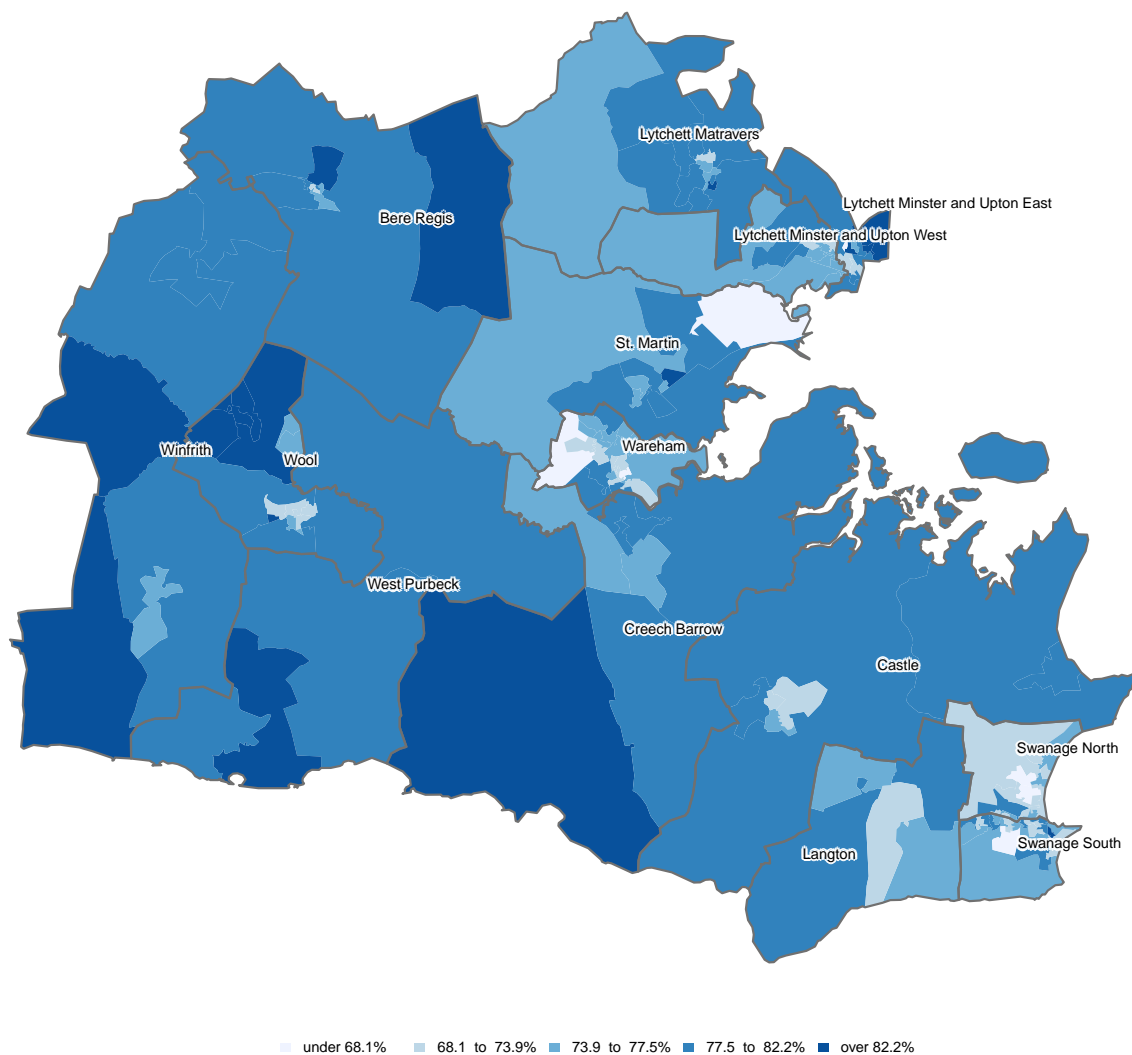 Lytchett Matravers
Lytchett Minster and Upton East
Bere Regis
Lytchett Minster and Upton West
St. Martin
Wareham
Winfrith
Wool
West Purbeck
Creech Barrow
Castle
Swanage North
Langton
Swanage South
under 68.1% 68.1 to 73.9% 73.9 to 77.5% 77.5 to 82.2% over 82.2%